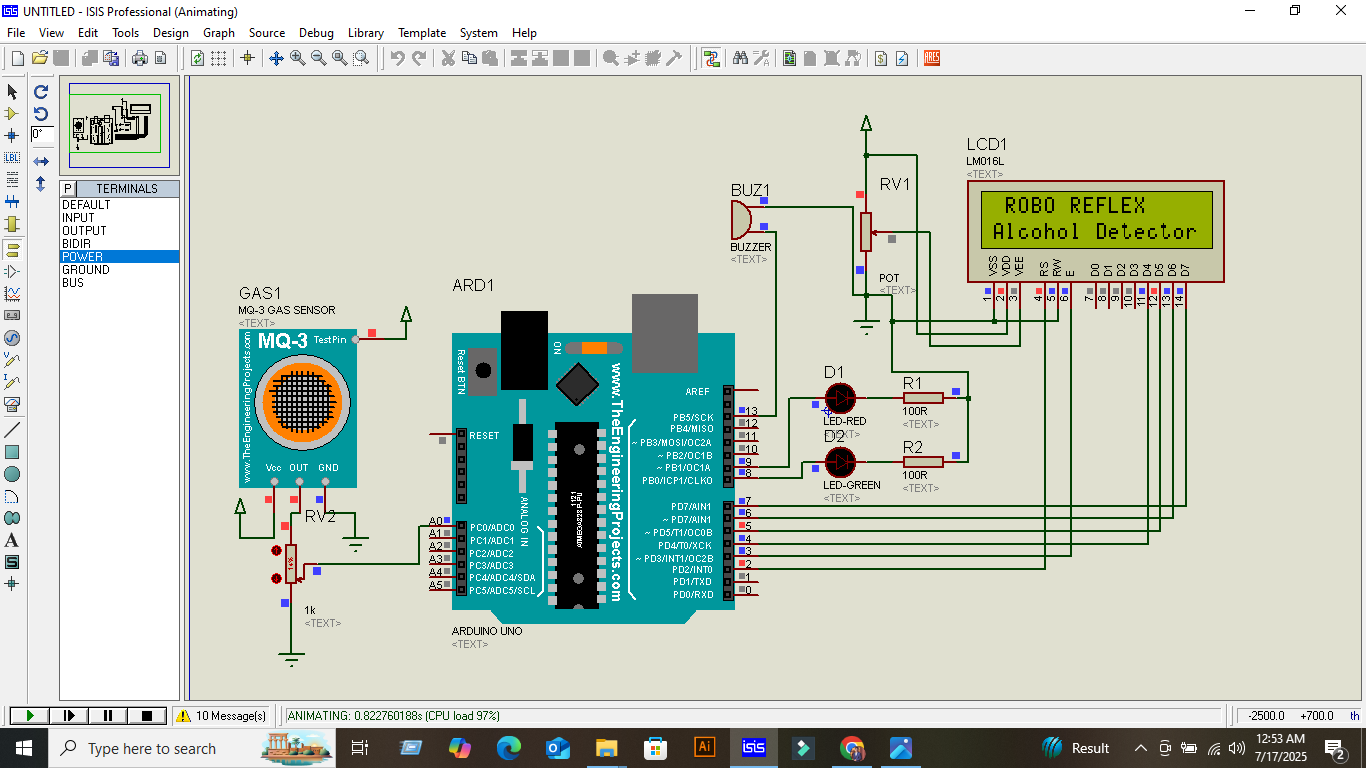 UNTITLED - ISIS Professional (Animating)
File View Edit Tools Design Graph Source Debug Library Template System Help
LBL
0°
P TERMINALS
DEFAULT
INPUT
OUTPUT
BIDIR
POWER
GROUND
BUS
ARES
LCD1
LM016L
<TEXT>
ROBO REFLEX
Alcohol Detector
VSS VDD VEE RS RW E D0 D1 D2 D3 D4 D5 D6 D7
1 2 3 4 5 6 7 8 9 10 11 12 13 14
RV1
POT
<TEXT>
BUZ1
BUZZER
<TEXT>
GAS1
MQ-3 GAS SENSOR
<TEXT>
MQ-3
TestPin
www.TheEngineeringProjects.com
Vcc OUT GND
RV2
1k
<TEXT>
ARD1
Reset BTN
ON
www.TheEngineeringProjects.com
ANALOG IN
RESET
A0 PC0/ADC0
A1 PC1/ADC1
A2 PC2/ADC2
A3 PC3/ADC3
A4 PC4/ADC4/SDA
A5 PC5/ADC5/SCL
AREF
PB5/SCK 13
PB4/MISO 12
~ PB3/MOSI/OC2A 11
~ PB2/OC1B 10
~ PB1/OC1A 9
PB0/ICP1/CLKO 8
PD7/AIN1 7
~ PD7/AIN1 6
~ PD5/T1/OC0B 5
PD4/T0/XCK 4
~ PD3/INT1/OC2B 3
PD2/INT0 2
PD1/TXD 1
PD0/RXD 0
ARDUINO UNO
<TEXT>
D1
LED-RED
<TEXT>
D2
LED-GREEN
<TEXT>
R1
100R
<TEXT>
R2
100R
<TEXT>
10 Message(s)
ANIMATING: 0.822760188s (CPU load 97%)
-2500.0 +700.0 th
Type here to search
Ai
isis
Result
12:53 AM
7/17/2025
2